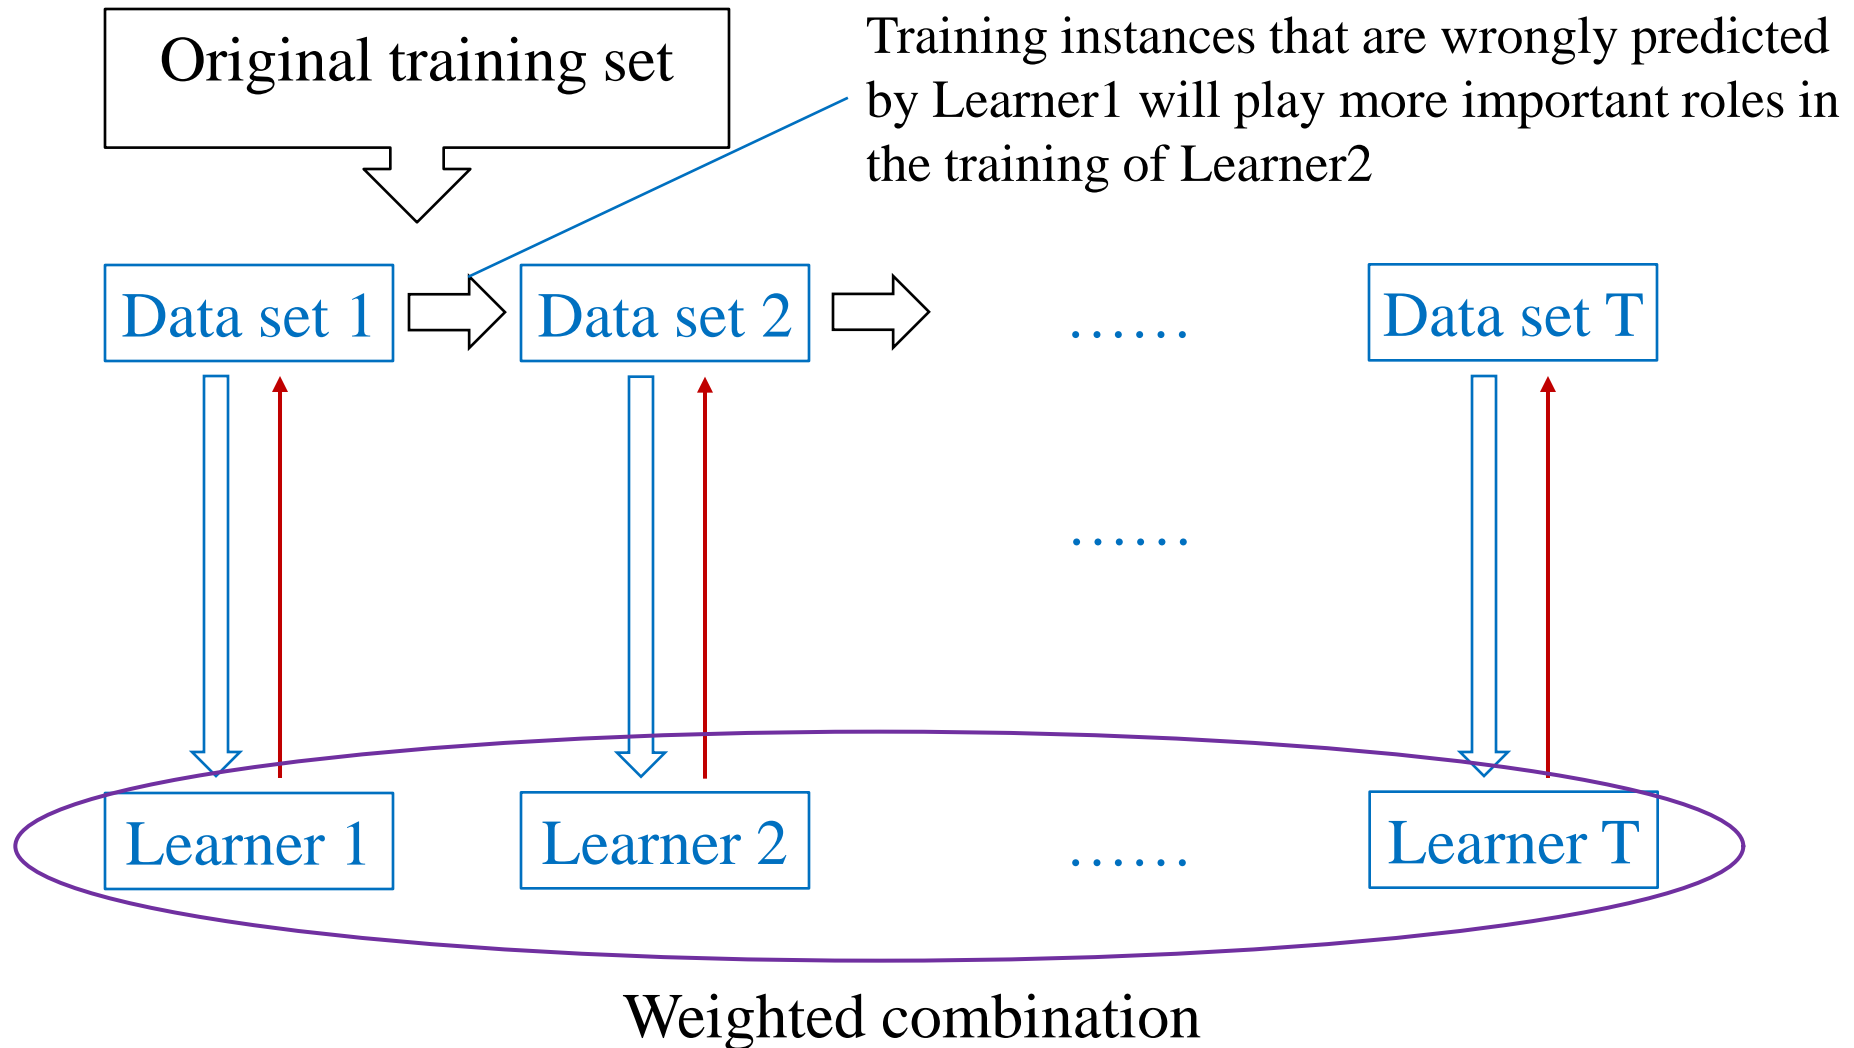 Original training set
Training instances that are wrongly predicted
by Learner1 will play more important roles in
the training of Learner2
Data set 1
Data set 2
......
Data set T
......
Learner 1
Learner 2
......
Learner T
Weighted combination